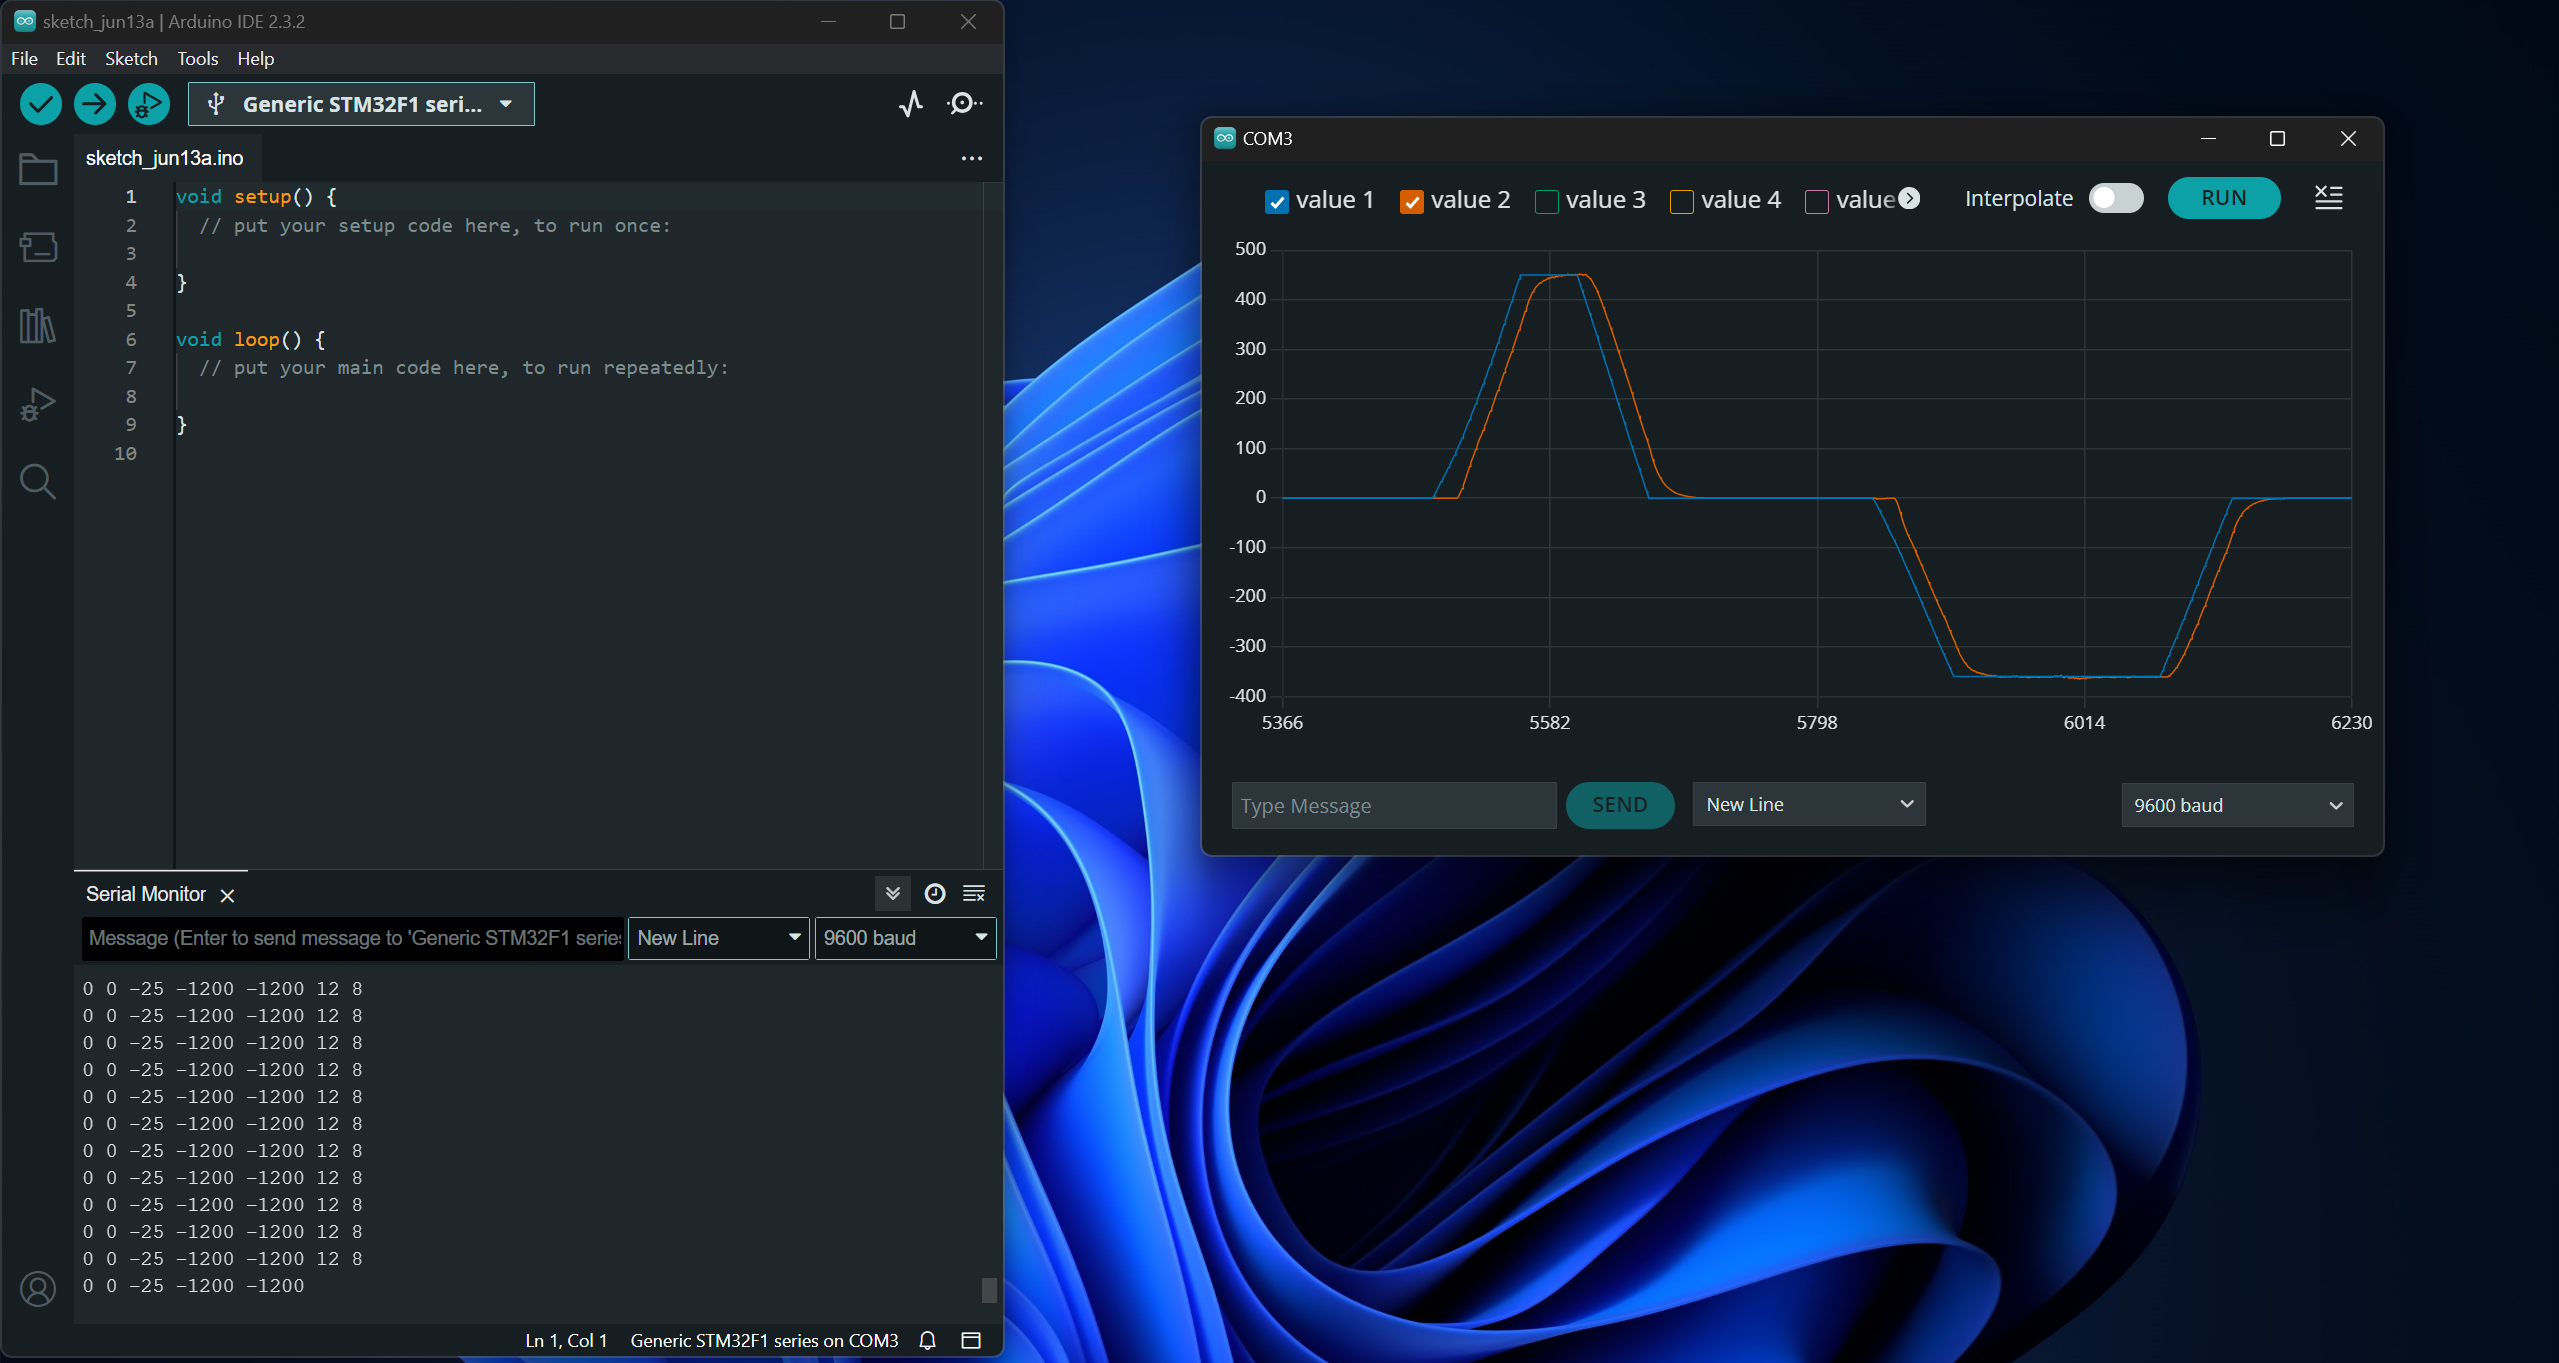 sketch_jun13a | Arduino IDE 2.3.2
File Edit Sketch Tools Help
Generic STM32F1 seri...
sketch_jun13a.ino
1 void setup() {
2 // put your setup code here, to run once:
3
4 }
5
6 void loop() {
7 // put your main code here, to run repeatedly:
8
9 }
10
Serial Monitor
Message (Enter to send message to 'Generic STM32F1 series New Line 9600 baud
0 0 -25 -1200 -1200 12 8
0 0 -25 -1200 -1200 12 8
0 0 -25 -1200 -1200 12 8
0 0 -25 -1200 -1200 12 8
0 0 -25 -1200 -1200 12 8
0 0 -25 -1200 -1200 12 8
0 0 -25 -1200 -1200 12 8
0 0 -25 -1200 -1200 12 8
0 0 -25 -1200 -1200 12 8
0 0 -25 -1200 -1200 12 8
0 0 -25 -1200 -1200 12 8
0 0 -25 -1200 -1200
Ln 1, Col 1 Generic STM32F1 series on COM3
COM3
value 1 value 2 value 3 value 4 value Interpolate RUN
500
400
300
200
100
0
-100
-200
-300
-400
5366 5582 5798 6014 6230
Type Message SEND New Line 9600 baud